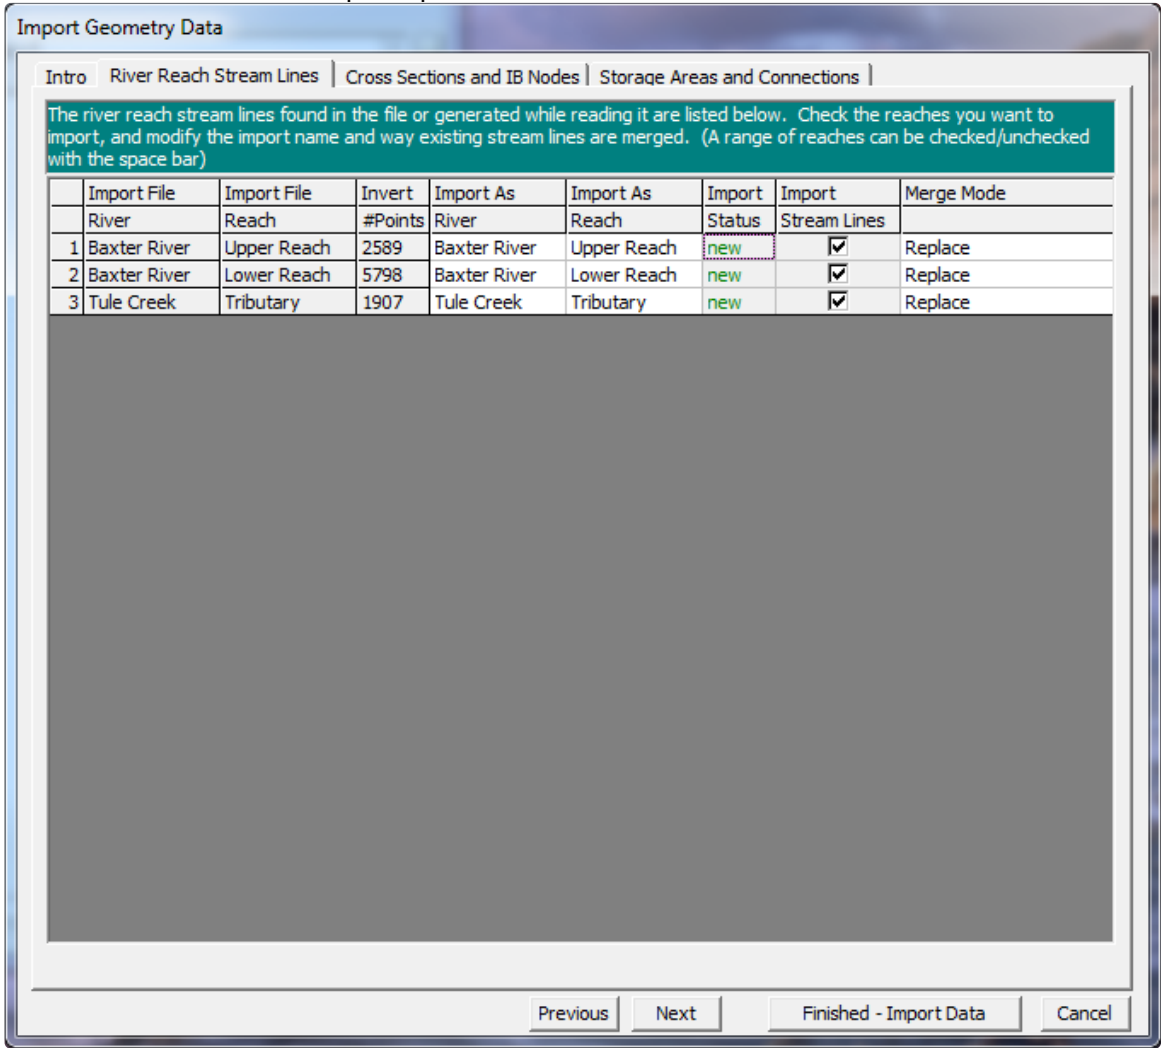 Import Geometry Data
Intro River Reach Stream Lines Cross Sections and IB Nodes Storage Areas and Connections
The river reach stream lines found in the file or generated while reading it are listed below. Check the reaches you want to
import, and modify the import name and way existing stream lines are merged. (A range of reaches can be checked/unchecked
with the space bar)
Import File Import File Invert Import As Import As Import Import Merge Mode
River Reach #Points River Reach Status Stream Lines
1 Baxter River Upper Reach 2589 Baxter River Upper Reach new Replace
2 Baxter River Lower Reach 5798 Baxter River Lower Reach new Replace
3 Tule Creek Tributary 1907 Tule Creek Tributary new Replace
Previous Next Finished - Import Data Cancel